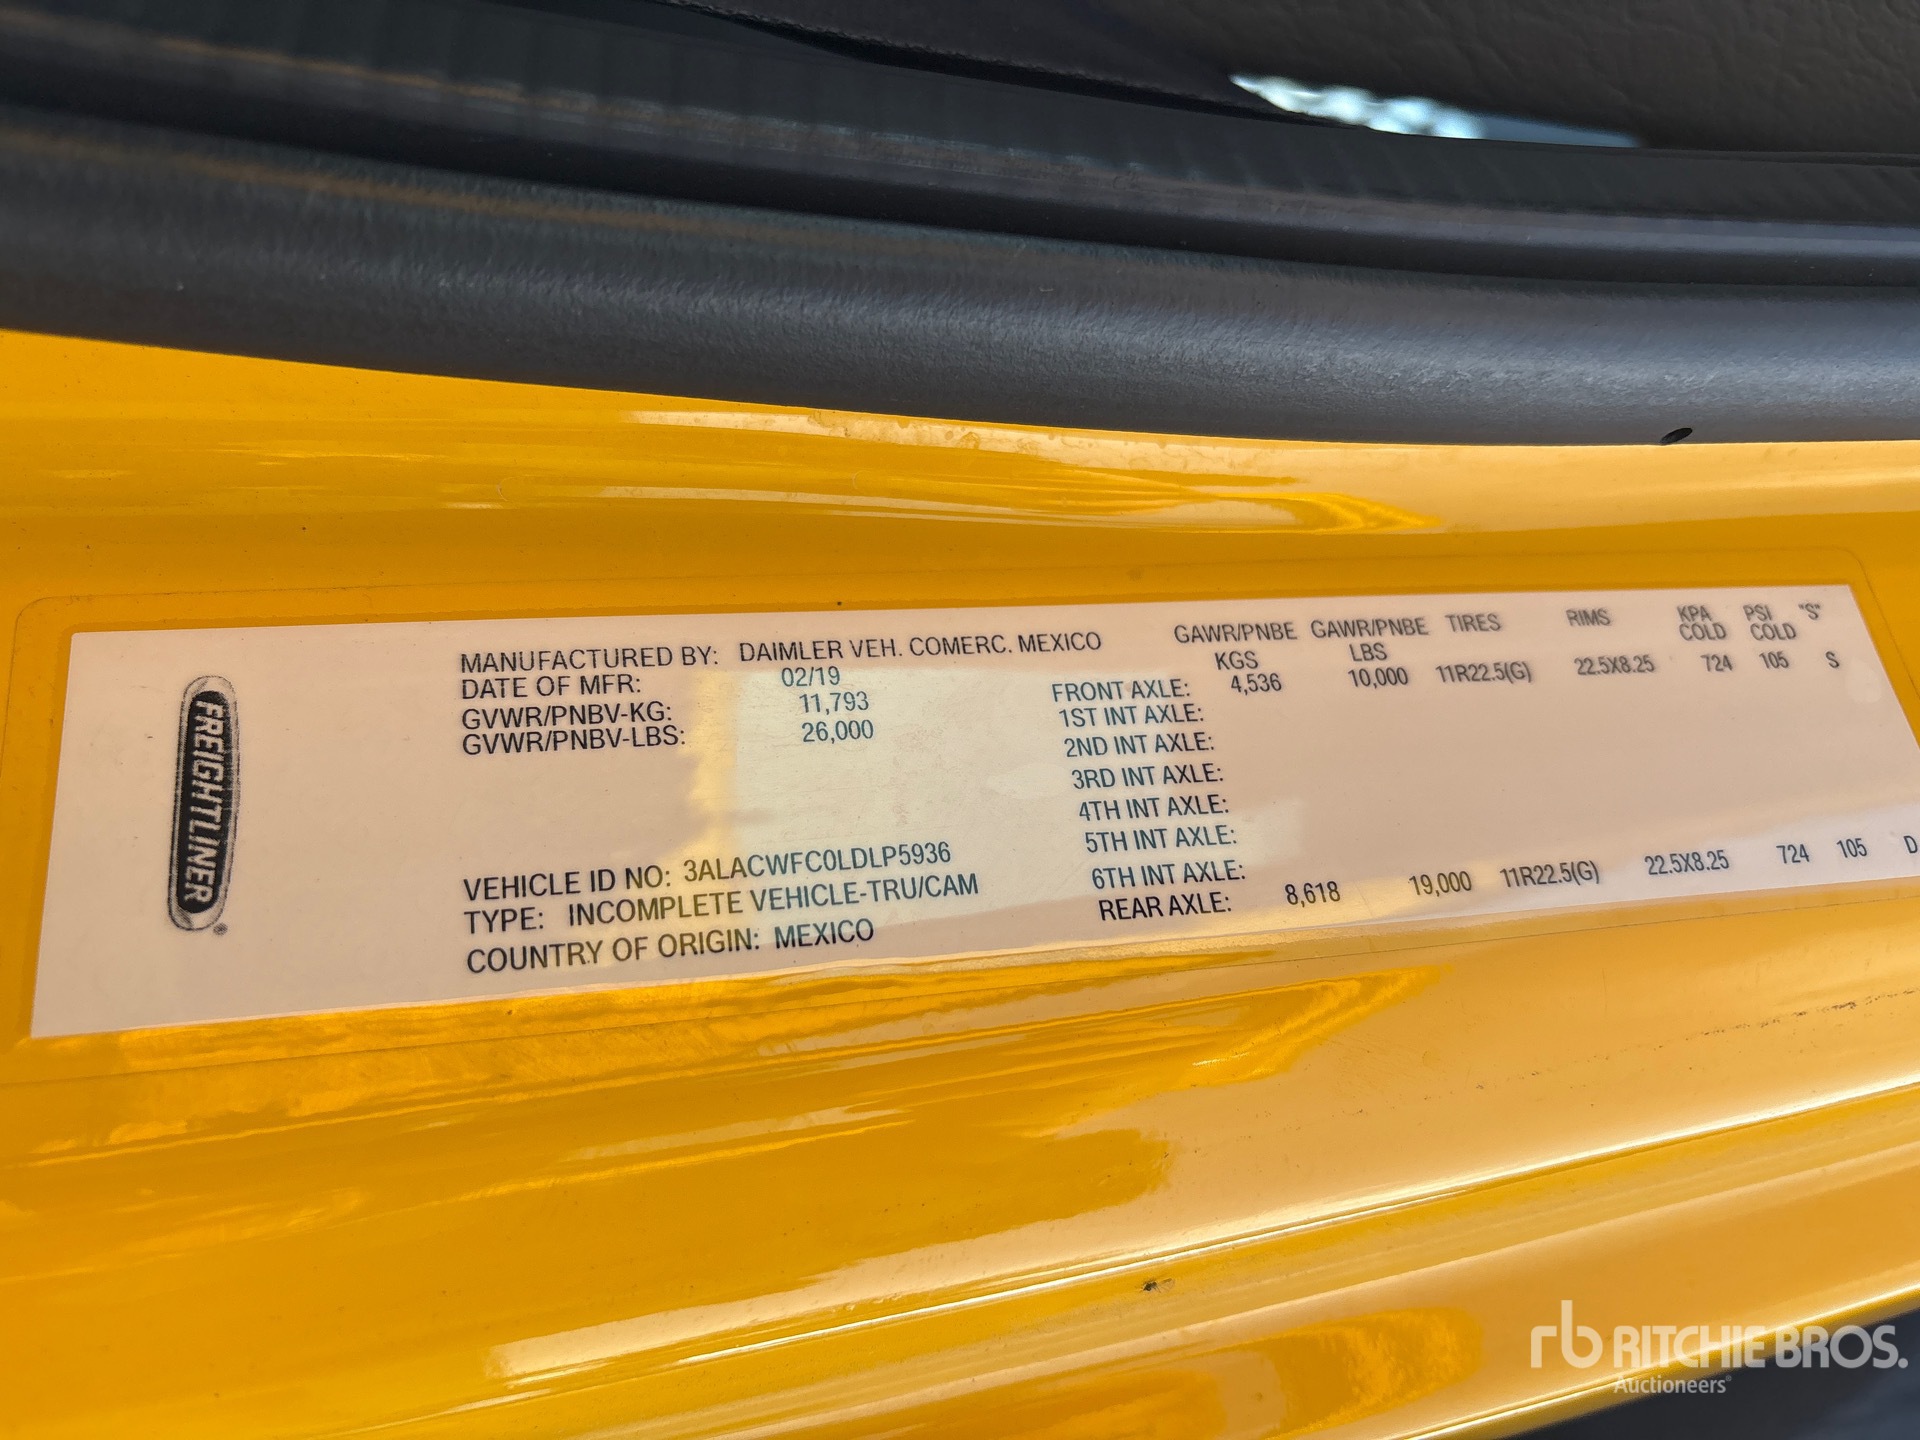 FREIGHTLINER®
MANUFACTURED BY: DAIMLER VEH. COMERC. MEXICO
DATE OF MFR: 02/19
GVWR/PNBV-KG: 11,793
GVWR/PNBV-LBS: 26,000
VEHICLE ID NO: 3ALACWFC0LDLP5936
TYPE: INCOMPLETE VEHICLE-TRU/CAM
COUNTRY OF ORIGIN: MEXICO
GAWR/PNBE GAWR/PNBE TIRES RIMS KPA PSI "S"
KGS LBS COLD COLD
FRONT AXLE: 4,536 10,000 11R22.5(G) 22.5X8.25 724 105 S
1ST INT AXLE:
2ND INT AXLE:
3RD INT AXLE:
4TH INT AXLE:
5TH INT AXLE:
6TH INT AXLE:
REAR AXLE: 8,618 19,000 11R22.5(G) 22.5X8.25 724 105 D
rb RITCHIE BROS.
Auctioneers®